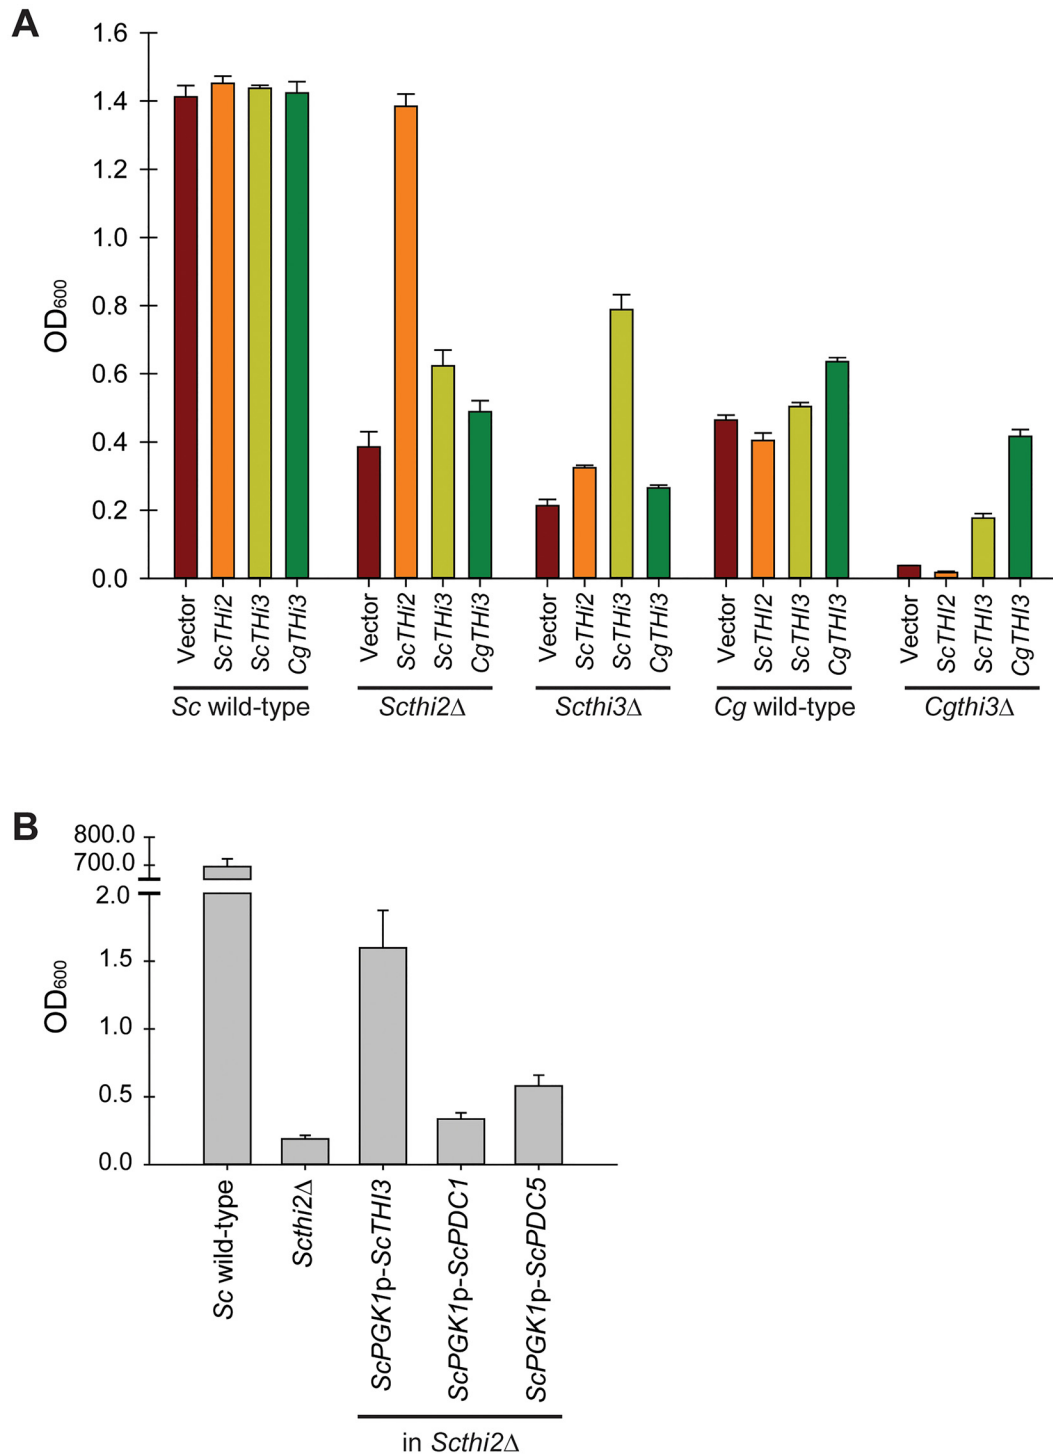 A
1.6
1.4
1.2
1.0
0.8
0.6
0.4
0.2
0.0
OD600
Vector
ScTHi2
ScTHi3
CgTHi3
Vector
ScTHi2
ScTHi3
CgTHi3
Vector
ScTHi2
ScTHi3
CgTHI3
Vector
ScTHI2
ScTHI3
CgTHI3
Vector
ScTHI2
ScTHI3
CgTHI3
Sc wild-type
Scthi2Δ
Scthi3Δ
Cg wild-type
Cgthi3Δ
B
800.0
700.0
2.0
1.5
1.0
0.5
0.0
OD600
Sc wild-type
Scthi2Δ
ScPGK1p-ScTHI3
ScPGK1p-ScPDC1
ScPGK1p-ScPDC5
in Scthi2Δ